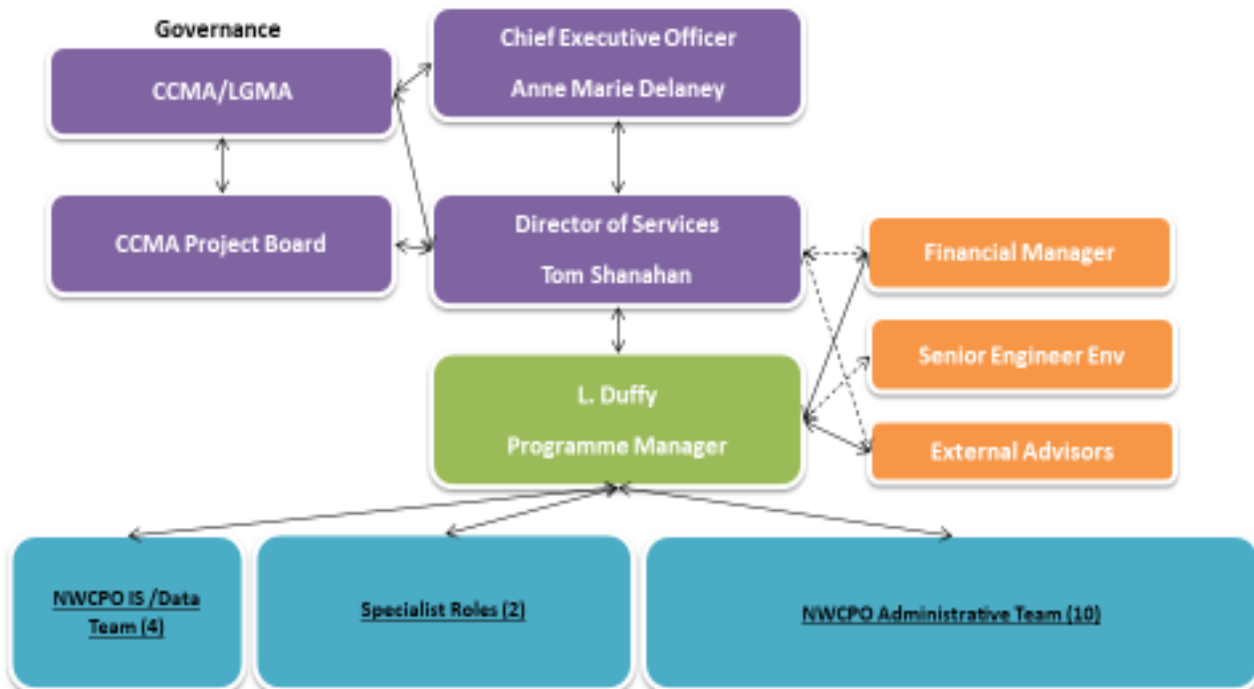 Governance
CCMA/LGMA
Chief Executive Officer
Anne Marie Delaney
CCMA Project Board
Director of Services
Tom Shanahan
Financial Manager
Senior Engineer Env
External Advisors
L. Duffy
Programme Manager
NWCPO IS /Data
Team (4)
Specialist Roles (2)
NWCPO Administrative Team (10)